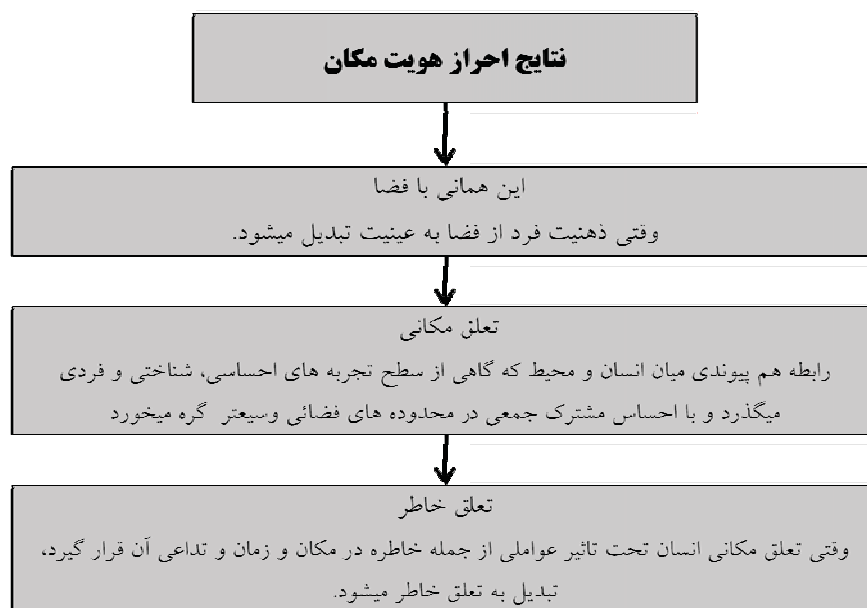 نتایج احراز هویت مکان
این همانی با فضا
وقتی ذهنیت فرد از فضا به عینیت تبدیل میشود.
تعلق مکانی
رابطه هم پیوندی میان انسان و محیط که گاهی از سطح تجربه های احساسی، شناختی و فردی
میگذرد و با احساس مشترک جمعی در محدوده های فضائی وسیعتر گره میخورد
تعلق خاطر
وقتی تعلق مکانی انسان تحت تاثیر عواملی از جمله خاطره در مکان و زمان و تداعی آن قرار گیرد،
تبدیل به تعلق خاطر میشود.